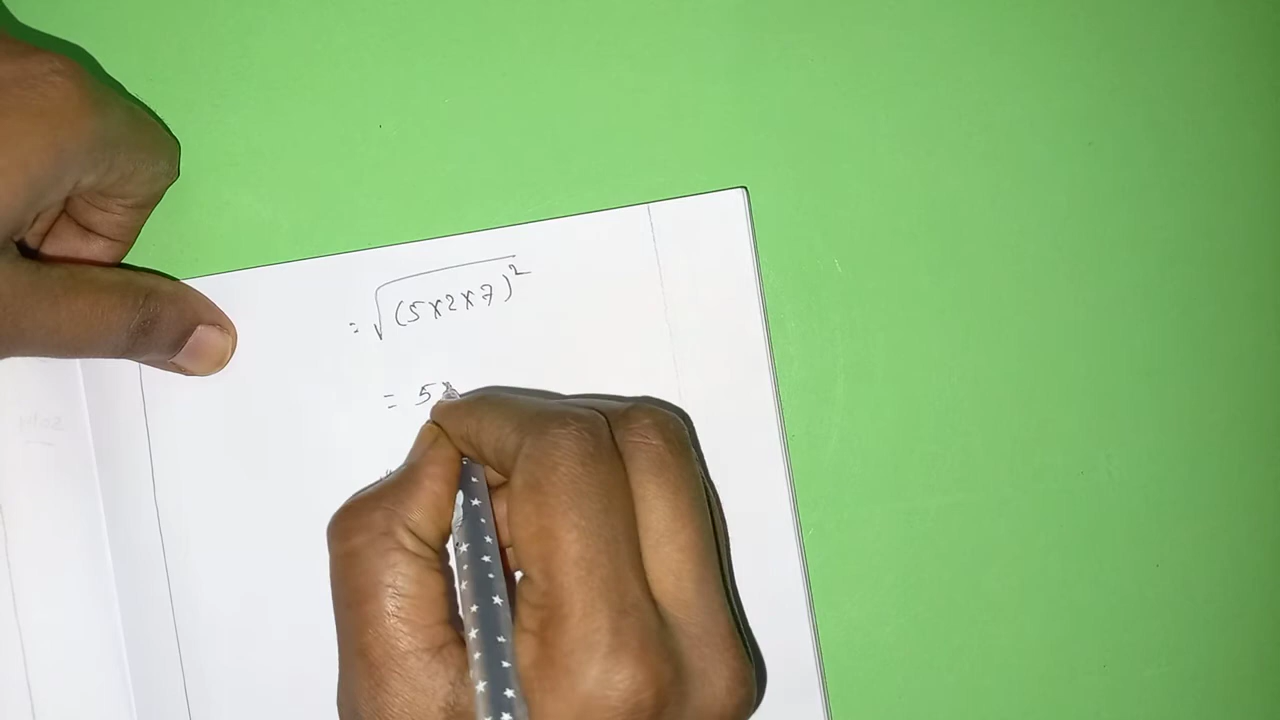 = √(5×2×7)²
= 5×